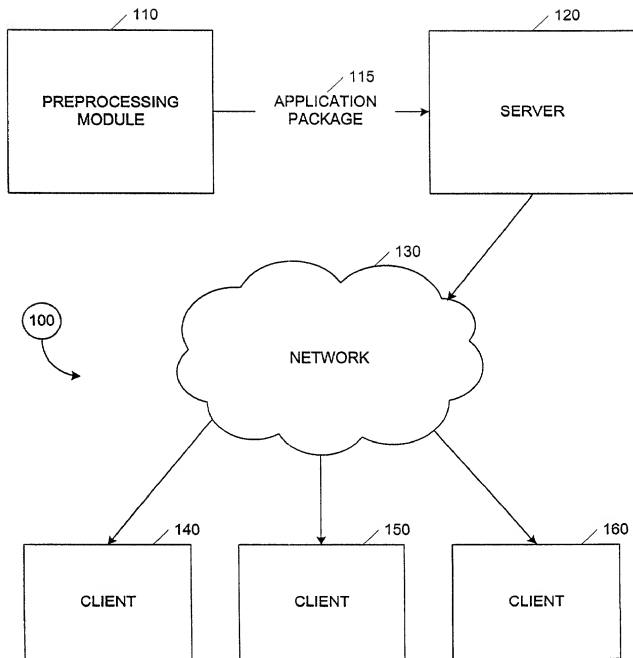 110
120
PREPROCESSING
MODULE
115
APPLICATION
PACKAGE
SERVER
130
100
NETWORK
140
150
160
CLIENT
CLIENT
CLIENT